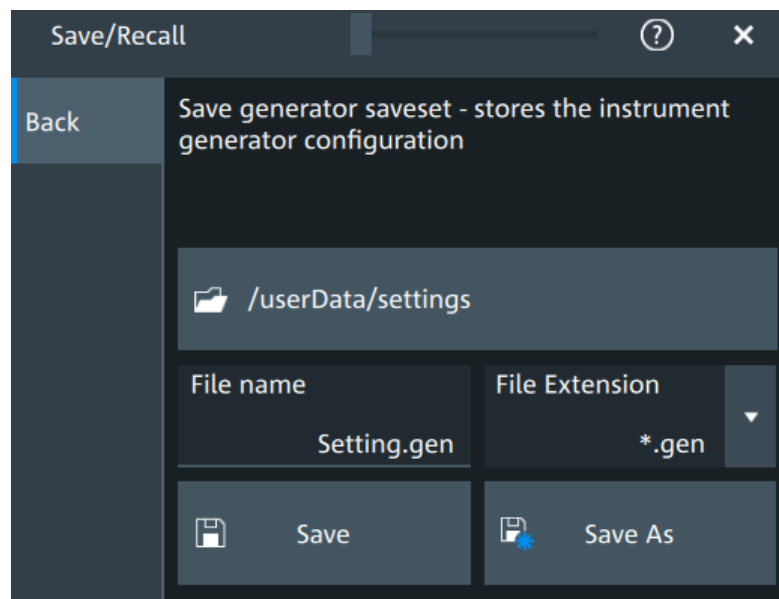 Save/Recall
?
Back
Save generator saveset - stores the instrument
generator configuration
/userData/settings
File name
File Extension
Setting.gen
*.gen
Save
Save As